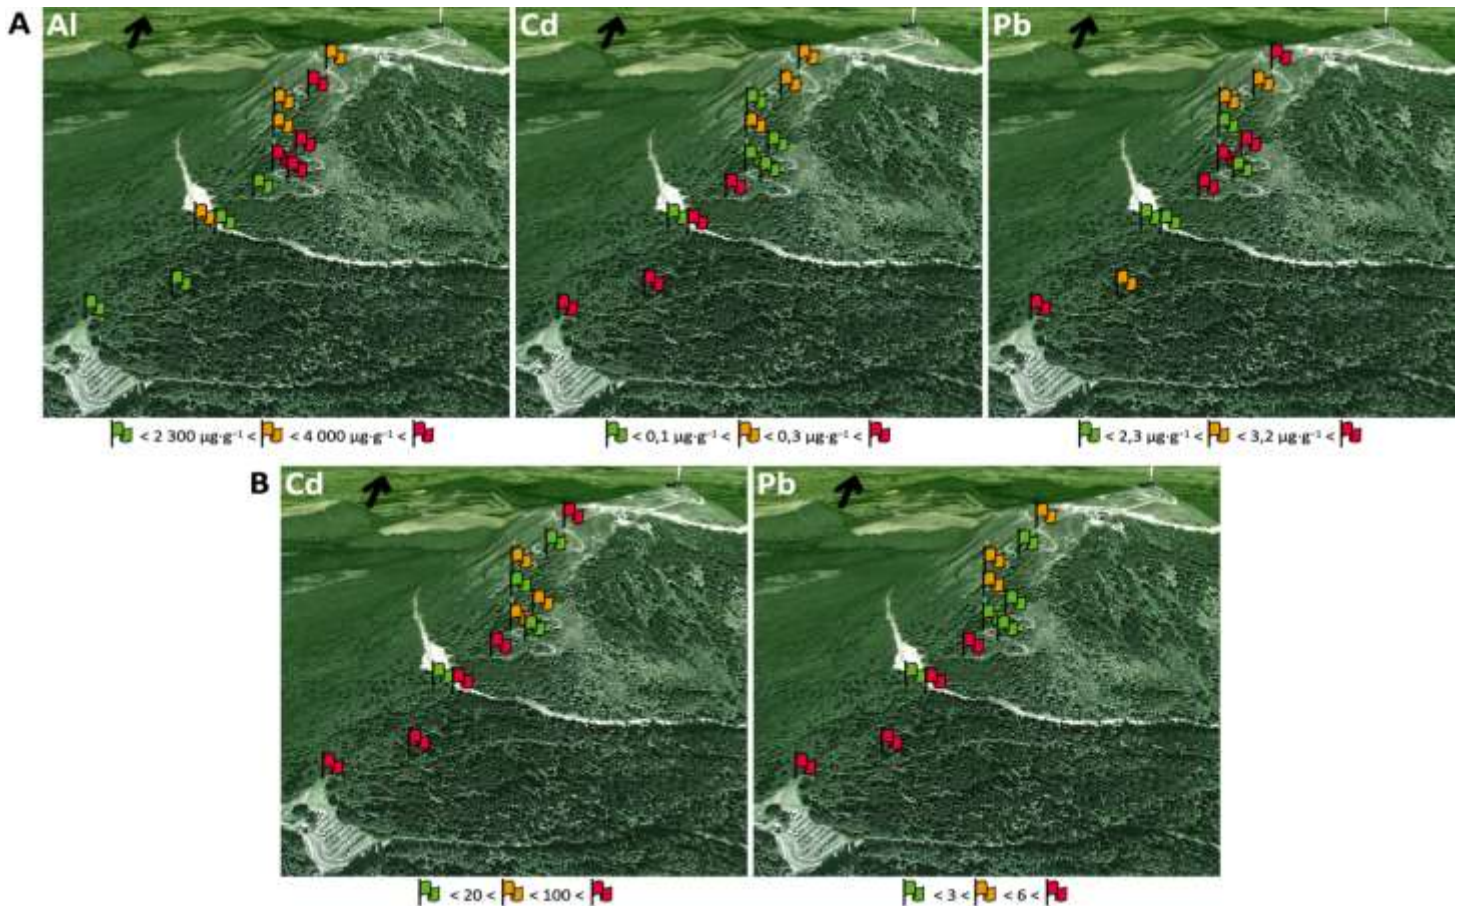 A Al Cd Pb
< 2 300 µg·g⁻¹ < < 4 000 µg·g⁻¹ < < 0,1 µg·g⁻¹ < < 0,3 µg·g⁻¹ < < 2,3 µg·g⁻¹ < < 3,2 µg·g⁻¹ <
B Cd Pb
< 20 < < 100 < < 3 < < 6 <